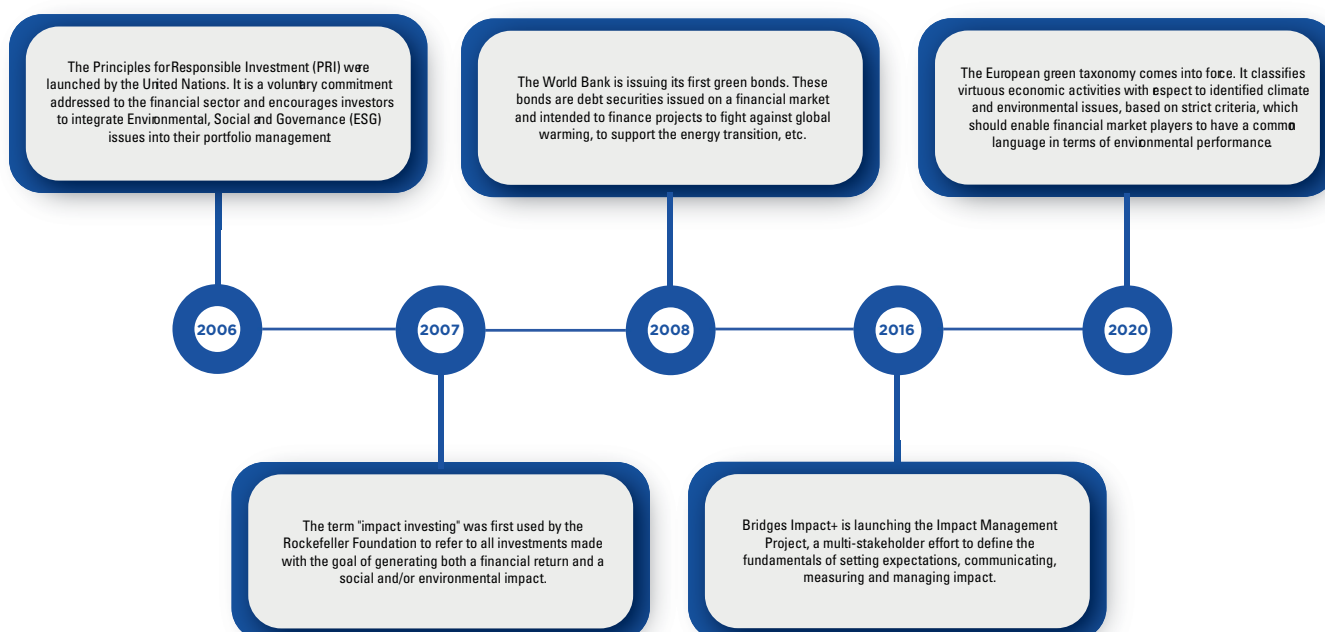 The Principles for Responsible Investment (PRI) were
launched by the United Nations. It is a voluntary commitment
addressed to the financial sector and encourages investors
to integrate Environmental, Social and Governance (ESG)
issues into their portfolio management.
The World Bank is issuing its first green bonds. These
bonds are debt securities issued on a financial market
and intended to finance projects to fight against global
warming, to support the energy transition, etc.
The European green taxonomy comes into force. It classifies
virtuous economic activities with respect to identified climate
and environmental issues, based on strict criteria, which
should enable financial market players to have a common
language in terms of environmental performance.
2006
2007
2008
2016
2020
The term "impact investing" was first used by the
Rockefeller Foundation to refer to all investments made
with the goal of generating both a financial return and a
social and/or environmental impact.
Bridges Impact+ is launching the Impact Management
Project, a multi-stakeholder effort to define the
fundamentals of setting expectations, communicating,
measuring and managing impact.